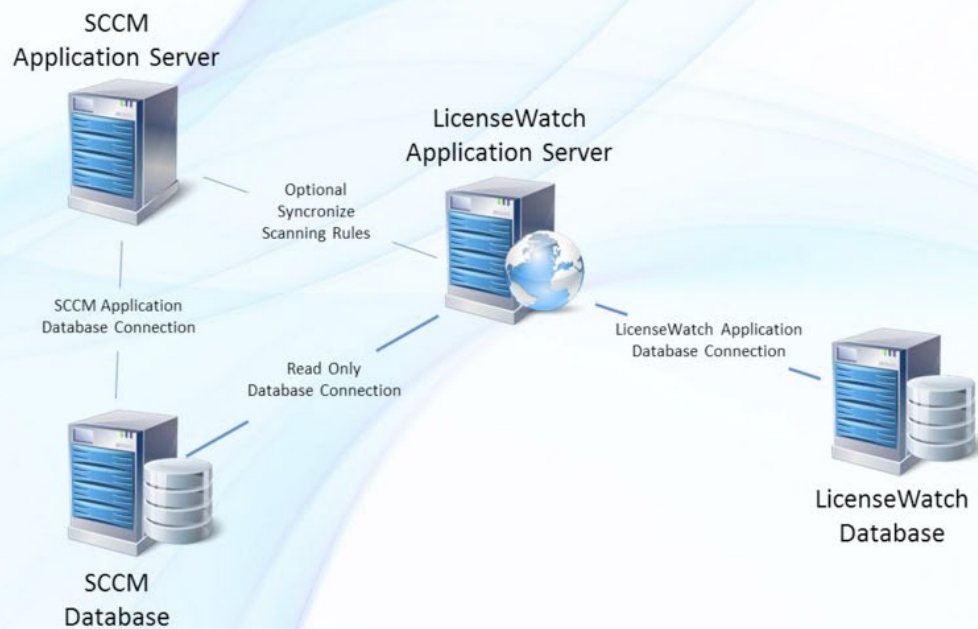 SCCM
Application Server
LicenseWatch
Application Server
Optional
Syncronize
Scanning Rules
SCCM Application
Database Connection
LicenseWatch Application
Database Connection
Read Only
Database Connection
LicenseWatch
Database
SCCM
Database